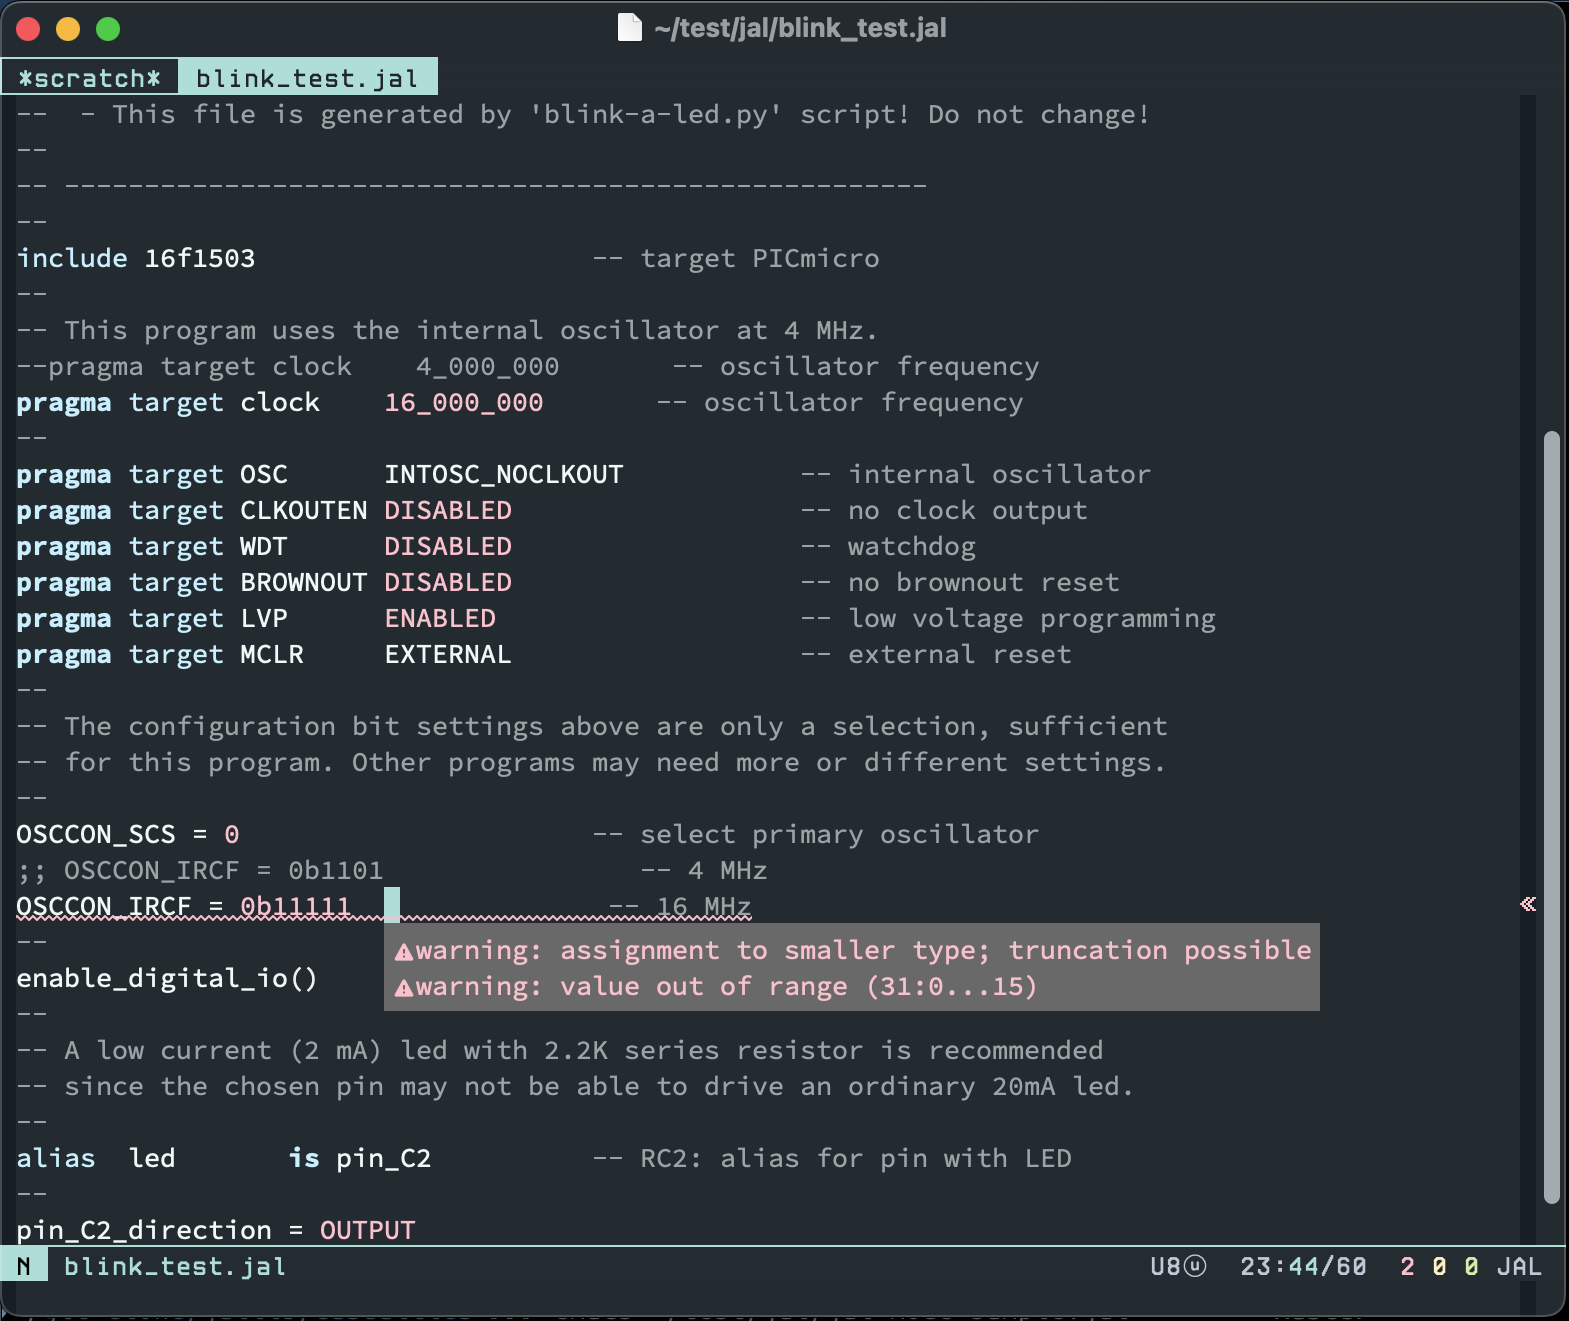 ~/test/jal/blink_test.jal
*scratch* blink_test.jal
--  - This file is generated by 'blink-a-led.py' script! Do not change!
--
-- ------------------------------------------------------
--
include 16f1503                     -- target PICmicro
--
-- This program uses the internal oscillator at 4 MHz.
--pragma target clock    4_000_000       -- oscillator frequency
pragma target clock    16_000_000       -- oscillator frequency
--
pragma target OSC      INTOSC_NOCLKOUT           -- internal oscillator
pragma target CLKOUTEN DISABLED                  -- no clock output
pragma target WDT      DISABLED                  -- watchdog
pragma target BROWNOUT DISABLED                  -- no brownout reset
pragma target LVP      ENABLED                   -- low voltage programming
pragma target MCLR     EXTERNAL                  -- external reset
--
-- The configuration bit settings above are only a selection, sufficient
-- for this program. Other programs may need more or different settings.
--
OSCCON_SCS = 0                      -- select primary oscillator
;; OSCCON_IRCF = 0b1101                -- 4 MHz
OSCCON_IRCF = 0b11111                -- 16 MHz
--
warning: assignment to smaller type; truncation possible
enable_digital_io()
warning: value out of range (31:0...15)
--
-- A low current (2 mA) led with 2.2K series resistor is recommended
-- since the chosen pin may not be able to drive an ordinary 20mA led.
--
alias  led       is pin_C2          -- RC2: alias for pin with LED
--
pin_C2_direction = OUTPUT
N blink_test.jal U8ⓤ 23:44/60 2 0 0 JAL